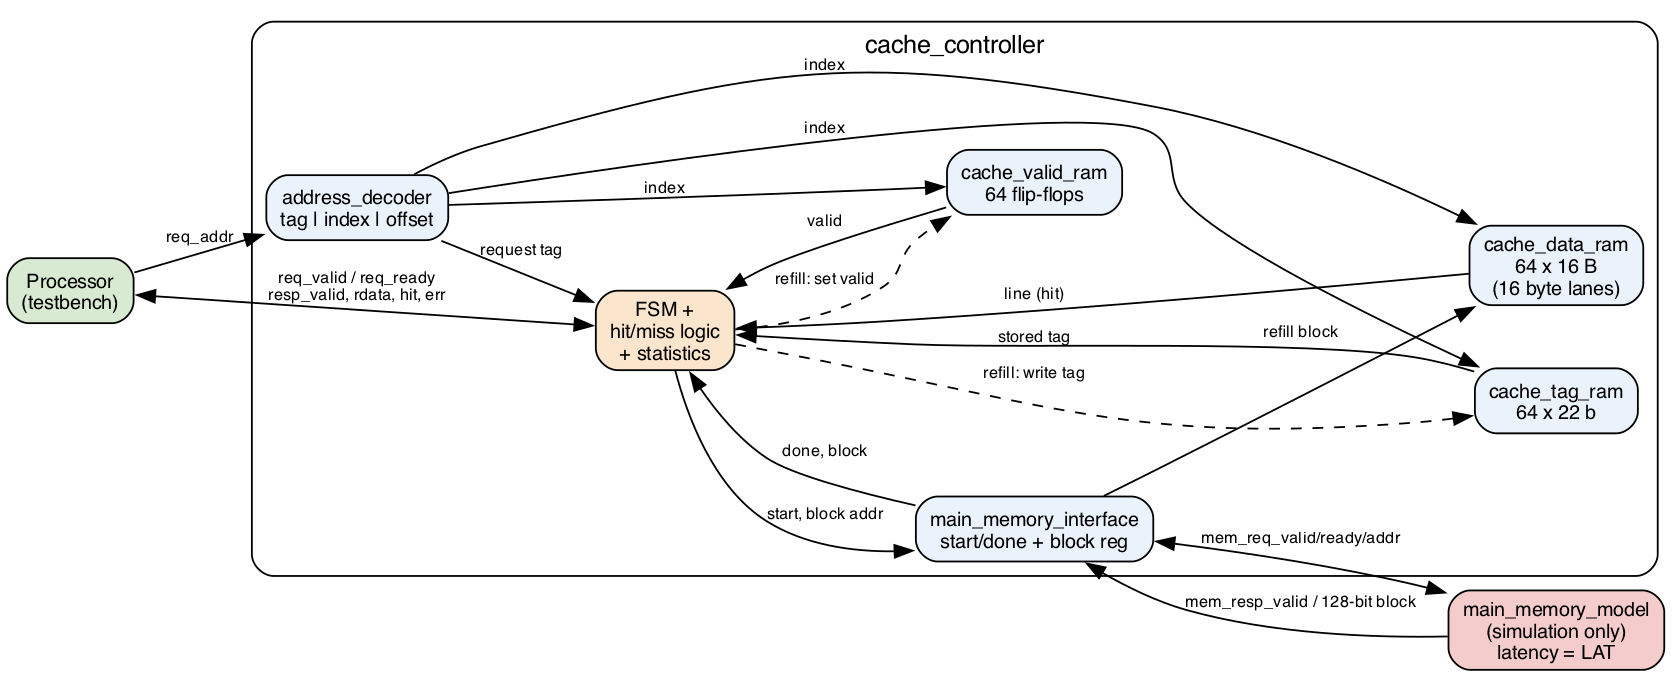 cache_controller
index
index
cache_valid_ram
64 flip-flops
address_decoder
tag | index | offset
index
valid
req_addr
request tag
cache_data_ram
64 x 16 B
(16 byte lanes)
Processor
(testbench)
req_valid / req_ready
resp_valid, rdata, hit, err
refill: set valid
line (hit)
FSM +
hit/miss logic
+ statistics
stored tag
refill block
refill: write tag
cache_tag_ram
64 x 22 b
done, block
start, block addr
main_memory_interface
start/done + block reg
mem_req_valid/ready/addr
mem_resp_valid / 128-bit block
main_memory_model
(simulation only)
latency = LAT